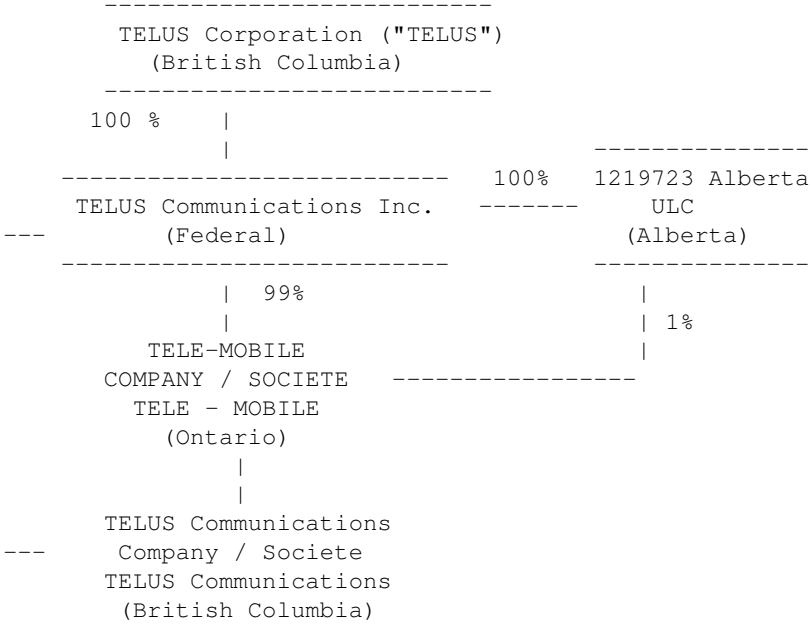 ---------------------------
TELUS Corporation ("TELUS")
(British Columbia)
---------------------------
100 % |
| ---------------
--------------------------- 100% 1219723 Alberta
TELUS Communications Inc. ------- ULC
--- (Federal) (Alberta)
--------------------------- ---------------
| 99% |
| | 1%
TELE-MOBILE |
COMPANY / SOCIETE -----------------
TELE - MOBILE
(Ontario)
|
|
TELUS Communications
--- Company / Societe
TELUS Communications
(British Columbia)